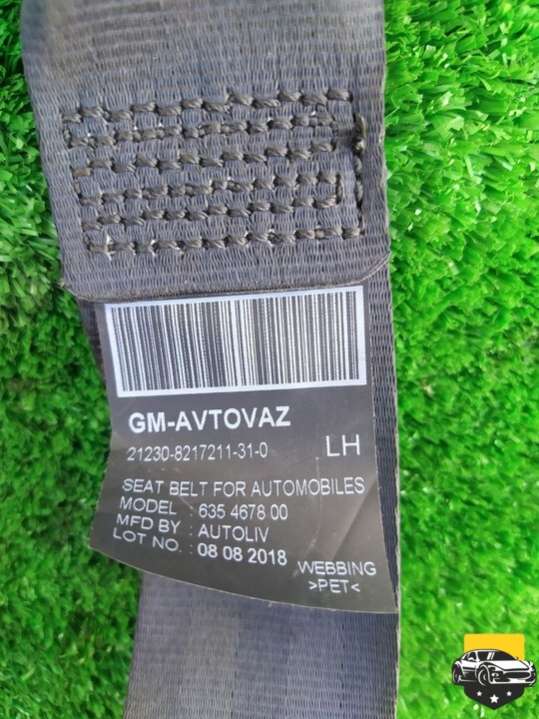 GM-AVTOVAZ
21230-8217211-31-0 LH
SEAT BELT FOR AUTOMOBILES
MODEL : 635 4678 00
MFD BY : AUTOLIV
LOT NO. : 08 08 2018
WEBBING
>PET<